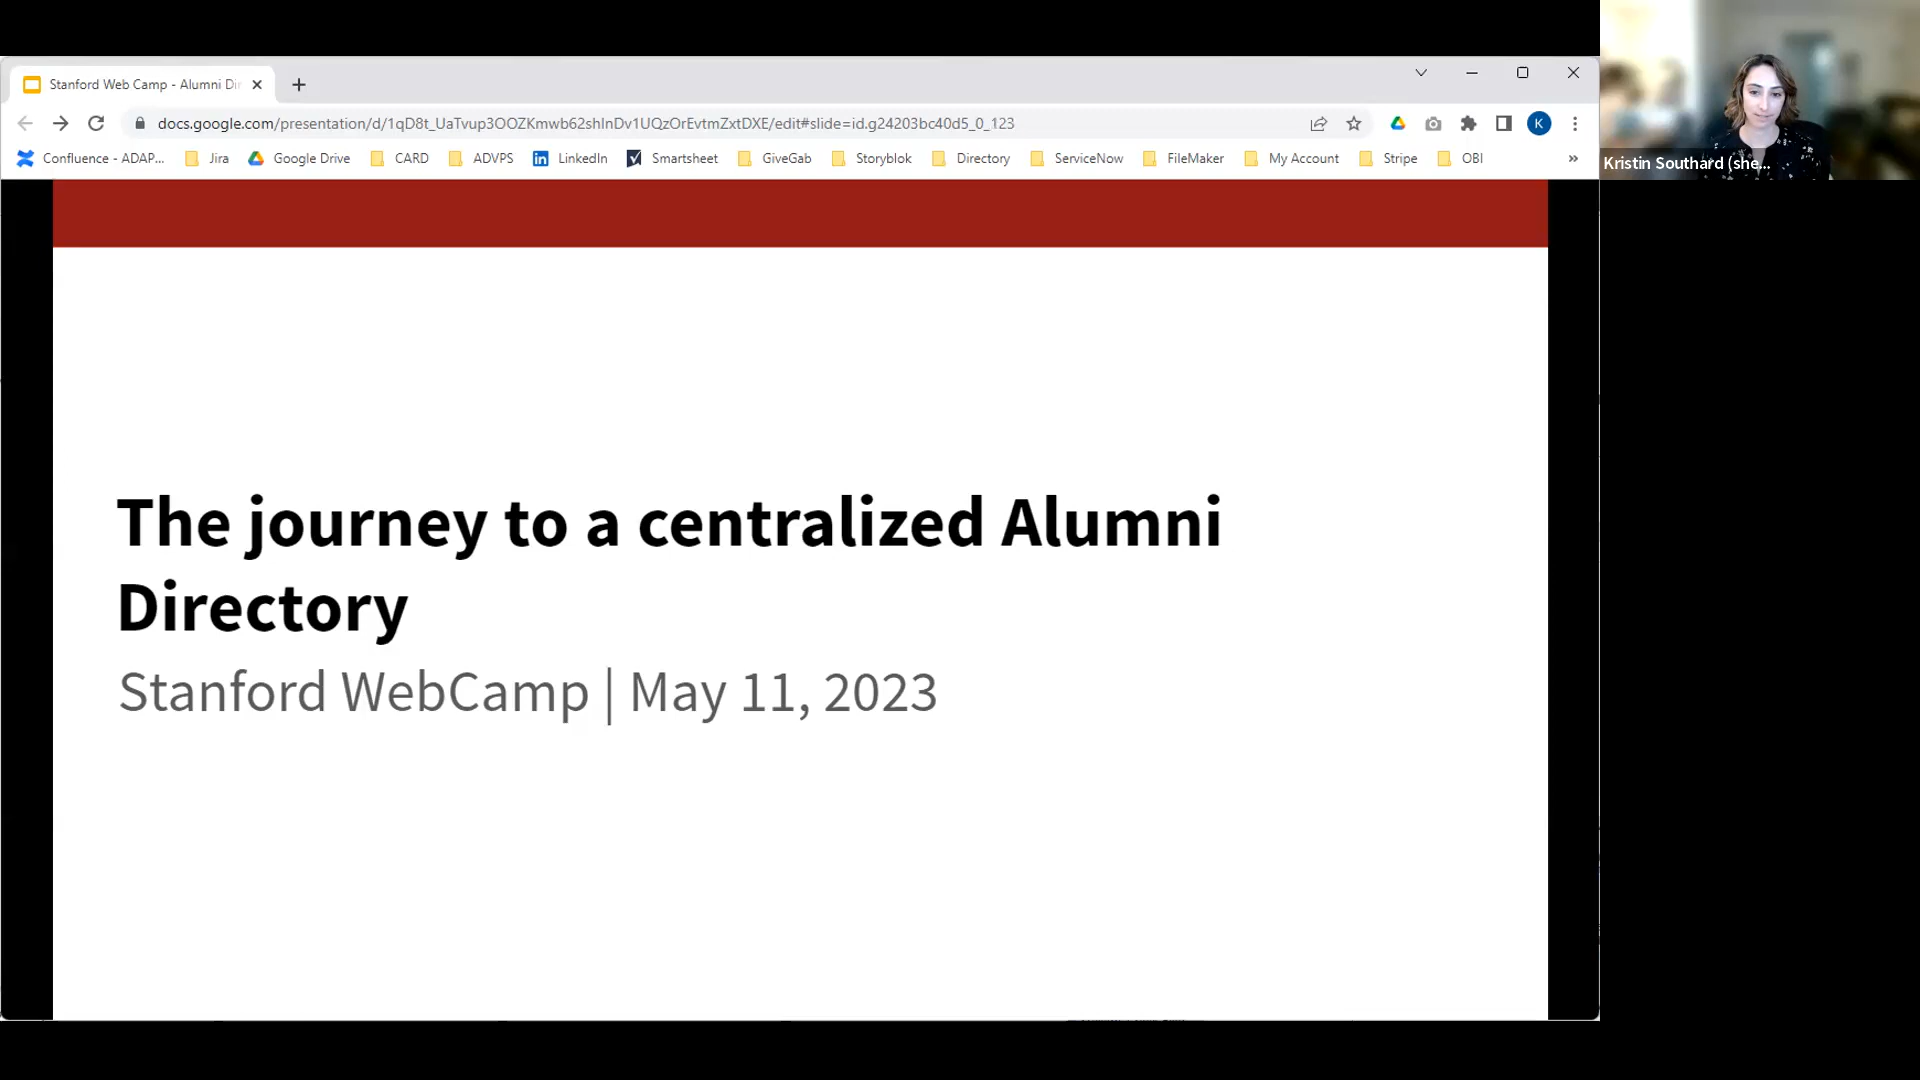 Stanford Web Camp - Alumni Dir
docs.google.com/presentation/d/1qD8t_UaTvup3OOZKmwb62shInDv1UQzOrEvtmZxtDXE/edit#slide=id.g24203bc40d5_0_123
K
Confluence - ADAP... Jira Google Drive CARD ADVPS LinkedIn Smartsheet GiveGab Storyblok Directory ServiceNow FileMaker My Account Stripe OBI »
Kristin Southard (she...
The journey to a centralized Alumni
Directory
Stanford WebCamp | May 11, 2023